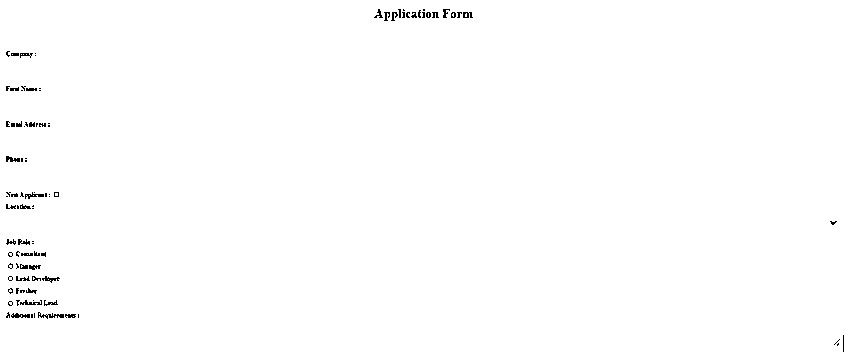 Application Form
Company :
First Name :
Email Address :
Phone :
New Applicant :
Location :
Job Role :
Consultant
Manager
Lead Developer
Fresher
Technical Lead
Additional Requirements :